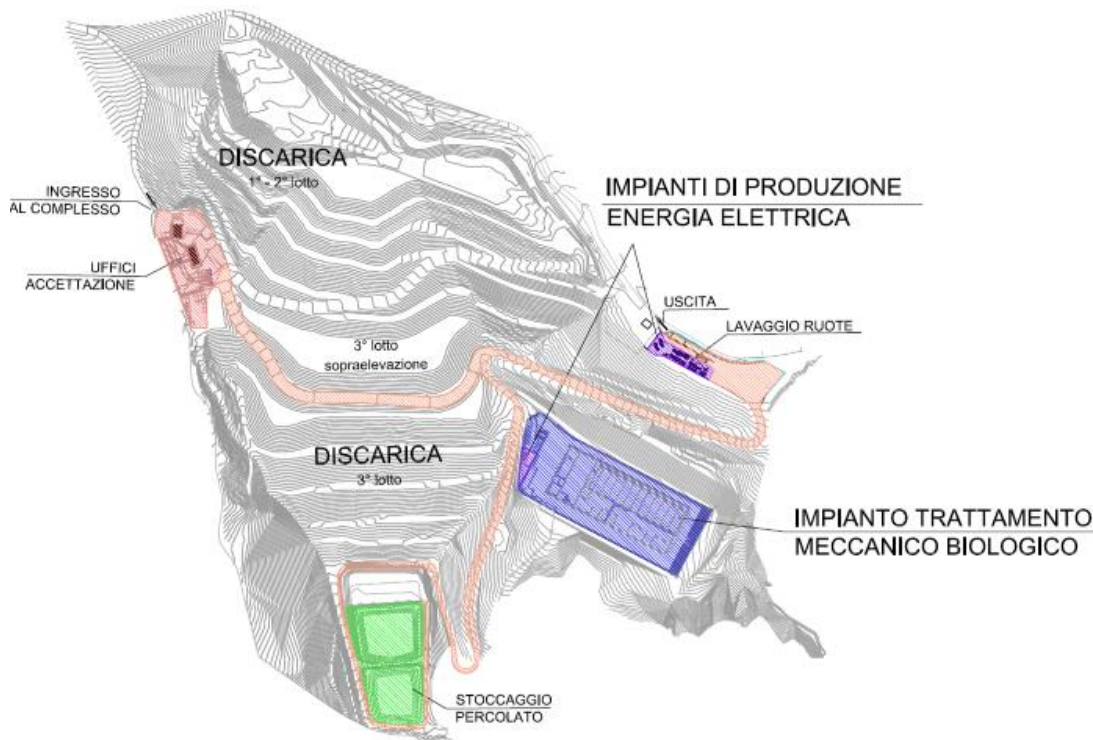 DISCARICA
1° - 2° lotto
INGRESSO
AL COMPLESSO
UFFICI
ACCETTAZIONE
IMPIANTI DI PRODUZIONE
ENERGIA ELETTRICA
USCITA
LAVAGGIO RUOTE
3° lotto
sopraelevazione
DISCARICA
3° lotto
IMPIANTO TRATTAMENTO
MECCANICO BIOLOGICO
STOCCAGGIO
PERCOLATO